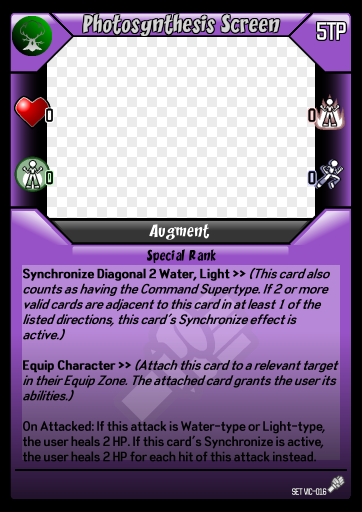 Photosynthesis Screen
5TP
0
0
0
0
Augment
Special Rank
Synchronize Diagonal 2 Water, Light >> (This card also
counts as having the Command Supertype. If 2 or more
valid cards are adjacent to this card in at least 1 of the
listed directions, this card's Synchronize effect is
active.)
Equip Character >> (Attach this card to a relevant target
in their Equip Zone. The attached card grants the user its
abilities.)
On Attacked: If this attack is Water-type or Light-type,
the user heals 2 HP. If this card's Synchronize is active,
the user heals 2 HP for each hit of this attack instead.
SET VIC-016